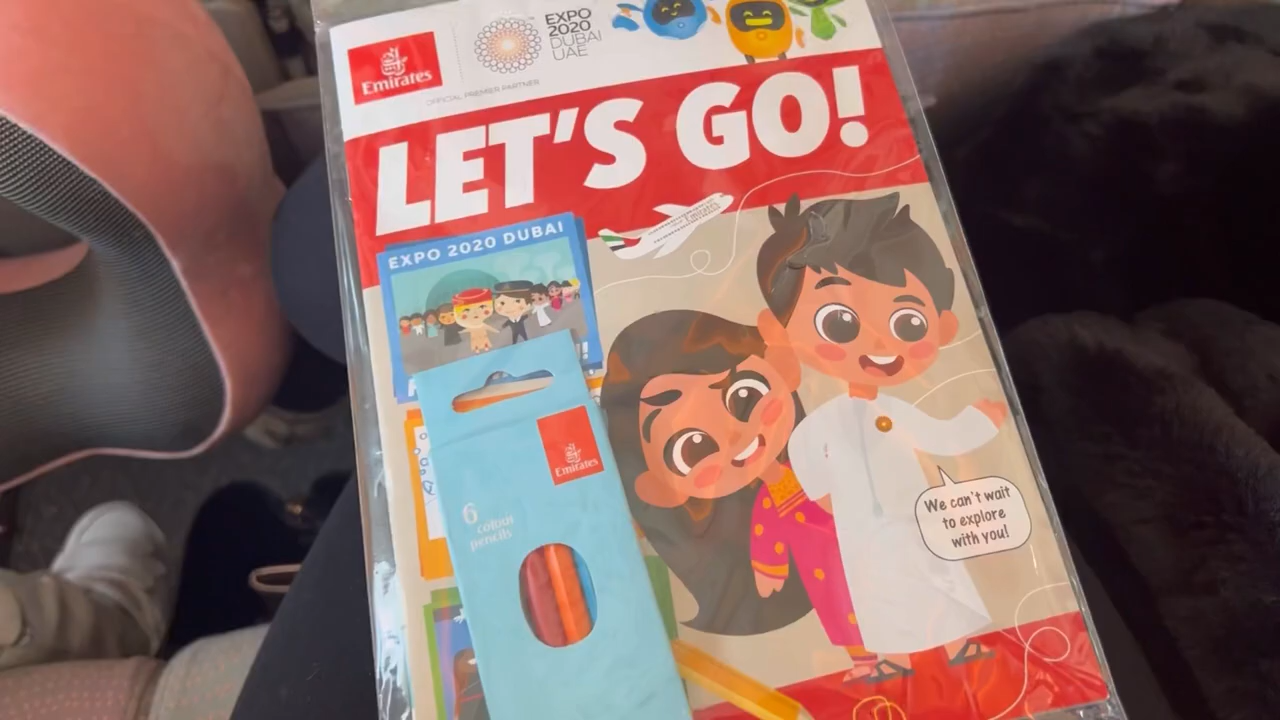 Emirates
EXPO
2020
DUBAI
UAE
OFFICIAL PREMIER PARTNER
LET'S GO!
Emirates
EXPO 2020 DUBAI
Emirates
6
colour
pencils
We can't wait
to explore
with you!